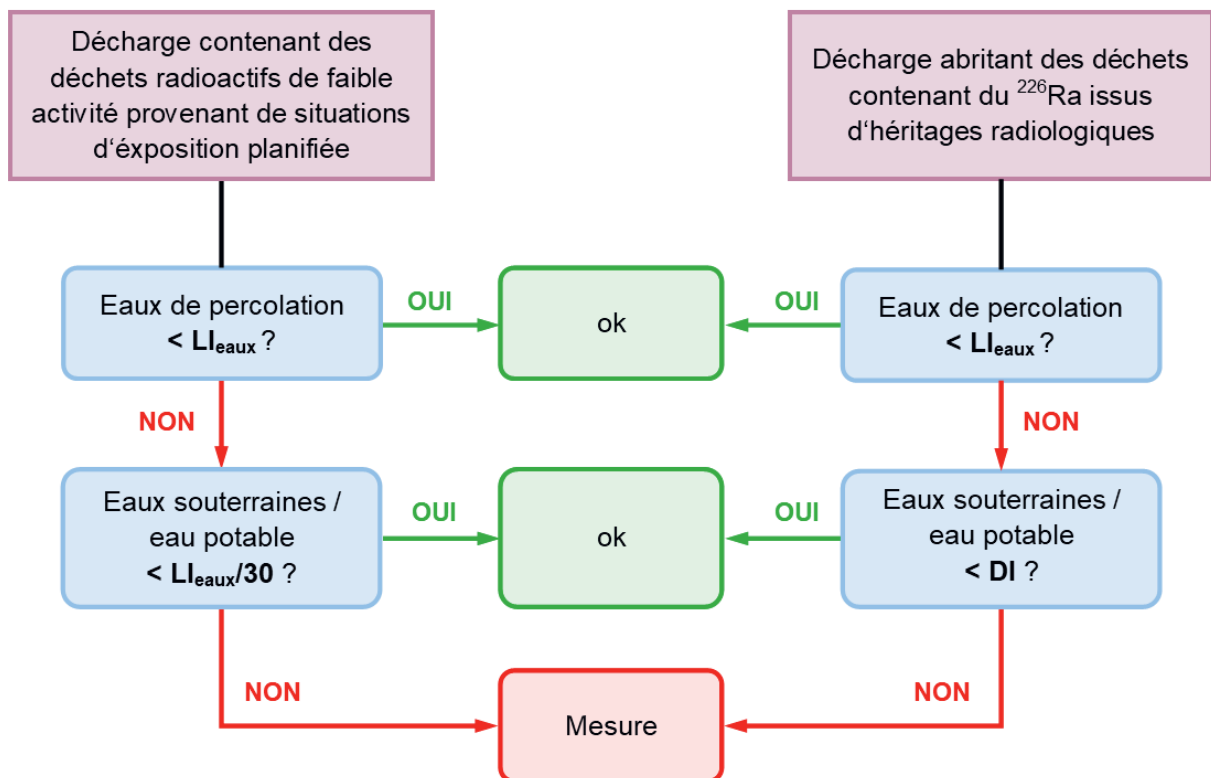 Décharge contenant des
déchets radioactifs de faible
activité provenant de situations
d‘éxposition planifiée
Décharge abritant des déchets
contenant du ²²⁶Ra issus
d‘héritages radiologiques
Eaux de percolation
< LIeaux ?
OUI
ok
OUI
Eaux de percolation
< LIeaux ?
NON
NON
Eaux souterraines /
eau potable
< LIeaux/30 ?
OUI
ok
OUI
Eaux souterraines /
eau potable
< DI ?
NON
Mesure
NON